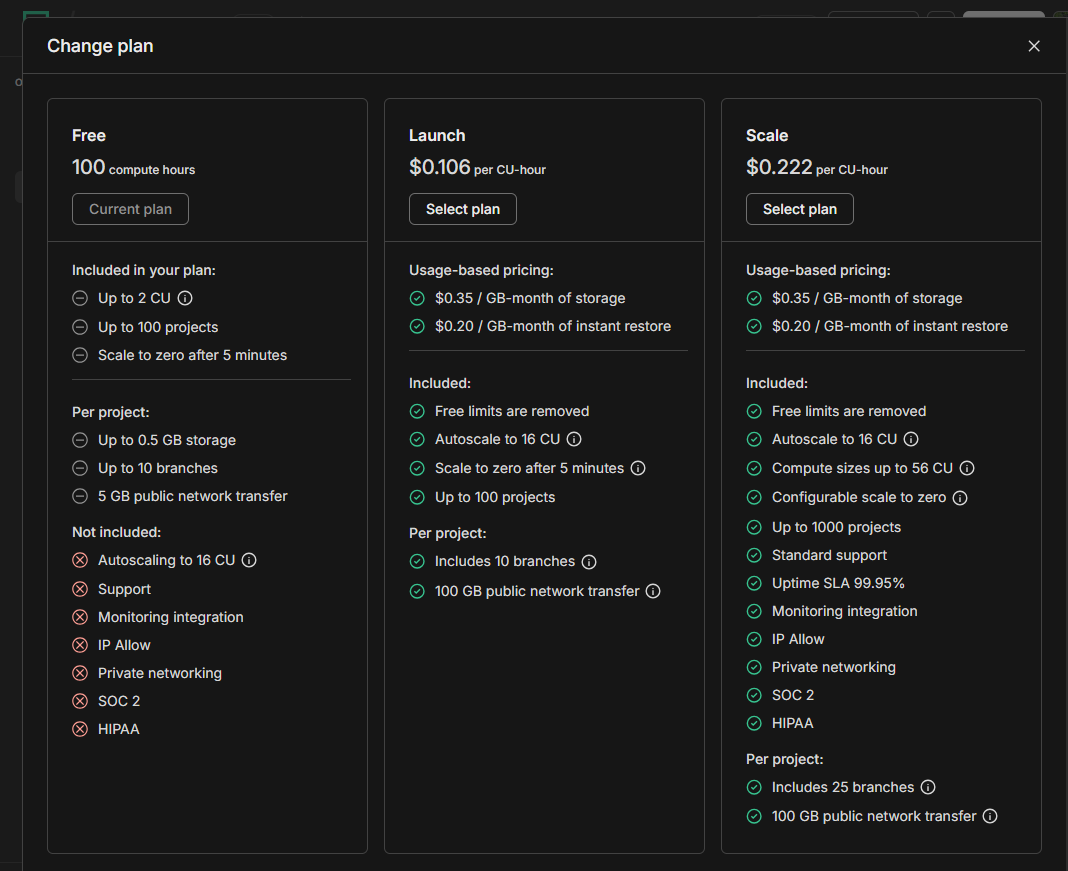 Change plan
Free
100 compute hours
Current plan
Included in your plan:
Up to 2 CU
Up to 100 projects
Scale to zero after 5 minutes
Per project:
Up to 0.5 GB storage
Up to 10 branches
5 GB public network transfer
Not included:
Autoscaling to 16 CU
Support
Monitoring integration
IP Allow
Private networking
SOC 2
HIPAA
Launch
$0.106 per CU-hour
Select plan
Usage-based pricing:
$0.35 / GB-month of storage
$0.20 / GB-month of instant restore
Included:
Free limits are removed
Autoscale to 16 CU
Scale to zero after 5 minutes
Up to 100 projects
Per project:
Includes 10 branches
100 GB public network transfer
Scale
$0.222 per CU-hour
Select plan
Usage-based pricing:
$0.35 / GB-month of storage
$0.20 / GB-month of instant restore
Included:
Free limits are removed
Autoscale to 16 CU
Compute sizes up to 56 CU
Configurable scale to zero
Up to 1000 projects
Standard support
Uptime SLA 99.95%
Monitoring integration
IP Allow
Private networking
SOC 2
HIPAA
Per project:
Includes 25 branches
100 GB public network transfer